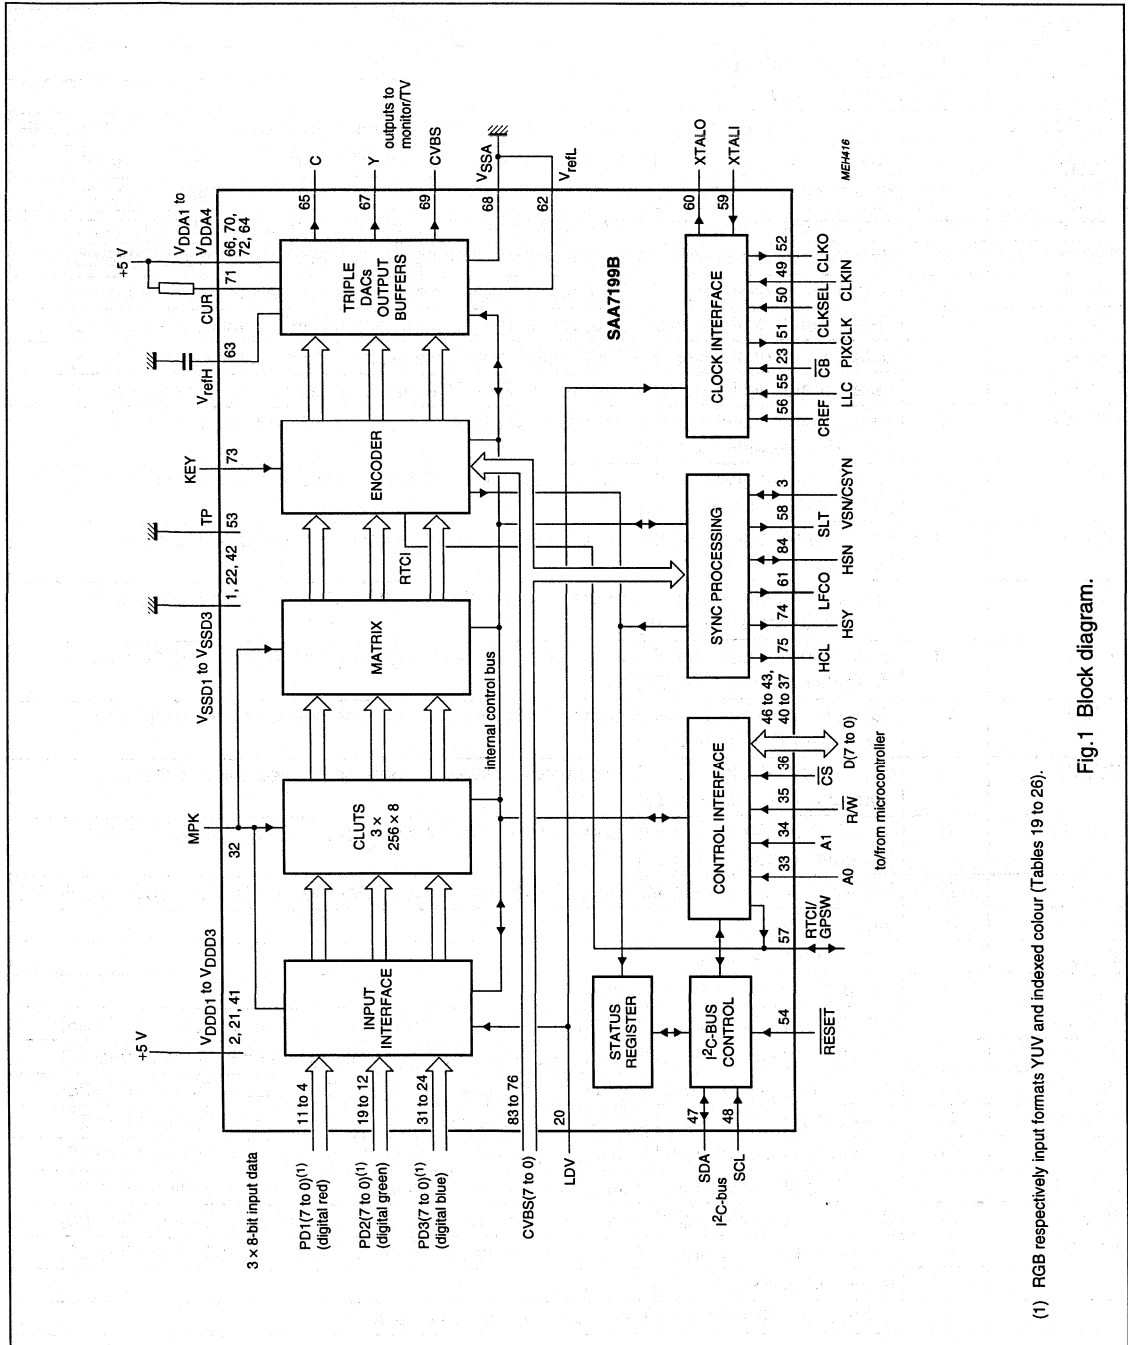 +5 V
VDDD1 to VDDD3
2, 21, 41
MPK
32
VSSD1 to VSSD3
1, 22, 42
TP
53
KEY
73
VrefH
63
CUR
71
+5 V
VDDA1 to
VDDA4
66, 70,
72, 64
3 x 8-bit input data
PD1(7 to 0)(1)
(digital red)
11 to 4
PD2(7 to 0)(1)
(digital green)
19 to 12
PD3(7 to 0)(1)
(digital blue)
31 to 24
INPUT
INTERFACE
CLUTS
3 x
256 x 8
MATRIX
ENCODER
TRIPLE
DACs
OUTPUT
BUFFERS
65
C
67
Y
outputs to
monitor/TV
69
CVBS
68
VSSA
62
VrefL
RTCI
internal control bus
CVBS(7 to 0)
83 to 76
LDV
20
SAA7199B
STATUS
REGISTER
I2C-BUS
CONTROL
CONTROL INTERFACE
SYNC PROCESSING
CLOCK INTERFACE
60
XTALO
59
XTALI
SDA
47
I2C-bus
SCL
48
54
RESET
57
RTCI/
GPSW
33
A0
34
A1
35
R/W
36
CS
46 to 43,
40 to 37
D(7 to 0)
to/from microcontroller
75
HCL
74
HSY
61
LFCO
84
HSN
58
SLT
3
VSN/CSYN
56
CREF
55
LLC
23
CB
51
PIXCLK
50
CLKSEL
49
CLKIN
52
CLKO
MEH416
(1) RGB respectively input formats YUV and indexed colour (Tables 19 to 26).
Fig.1 Block diagram.